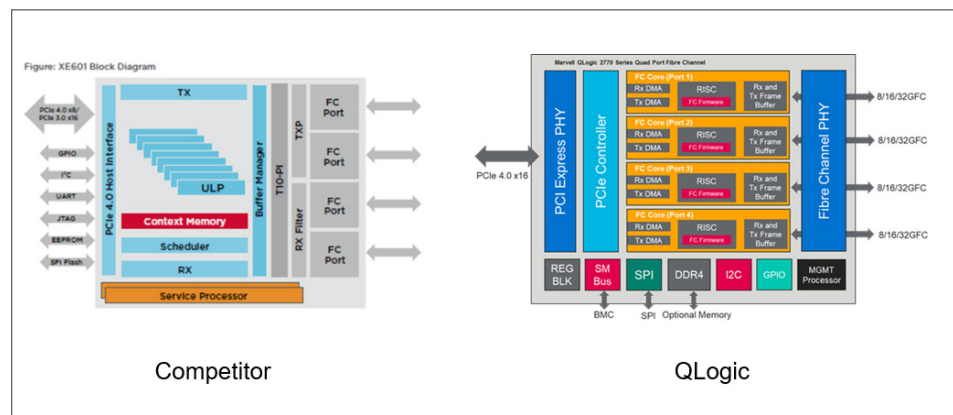 Figure: XE601 Block Diagram
PCIe 4.0 x8/
PCIe 3.0 x16
GPIO
I²C
UART
JTAG
EEPROM
SPI Flash
PCIe 4.0 Host Interface
TX
ULP
Context Memory
Scheduler
RX
Buffer Manager
T10-PI
TXP
RX Filter
FC
Port
FC
Port
FC
Port
FC
Port
Service Processor
Competitor
Marvell QLogic 2770 Series Quad Port Fibre Channel
PCIe 4.0 x16
PCI Express PHY
PCIe Controller
FC Core (Port 1)
Rx DMA
Tx DMA
RISC
FC Firmware
Rx and
Tx Frame
Buffer
FC Core (Port 2)
Rx DMA
Tx DMA
RISC
FC Firmware
Rx and
Tx Frame
Buffer
FC Core (Port 3)
Rx DMA
Tx DMA
RISC
FC Firmware
Rx and
Tx Frame
Buffer
FC Core (Port 4)
Rx DMA
Tx DMA
RISC
FC Firmware
Rx and
Tx Frame
Buffer
Fibre Channel PHY
8/16/32GFC
8/16/32GFC
8/16/32GFC
8/16/32GFC
REG
BLK
SM
Bus
SPI
DDR4
I2C
GPIO
MGMT
Processor
BMC
SPI
Optional Memory
QLogic